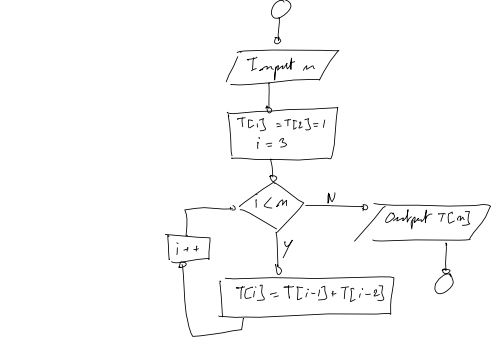 Input n
T[1] = T[2] = 1
i = 3
i < n
N
Output T[n]
Y
i++
T[i] = T[i-1] + T[i-2]